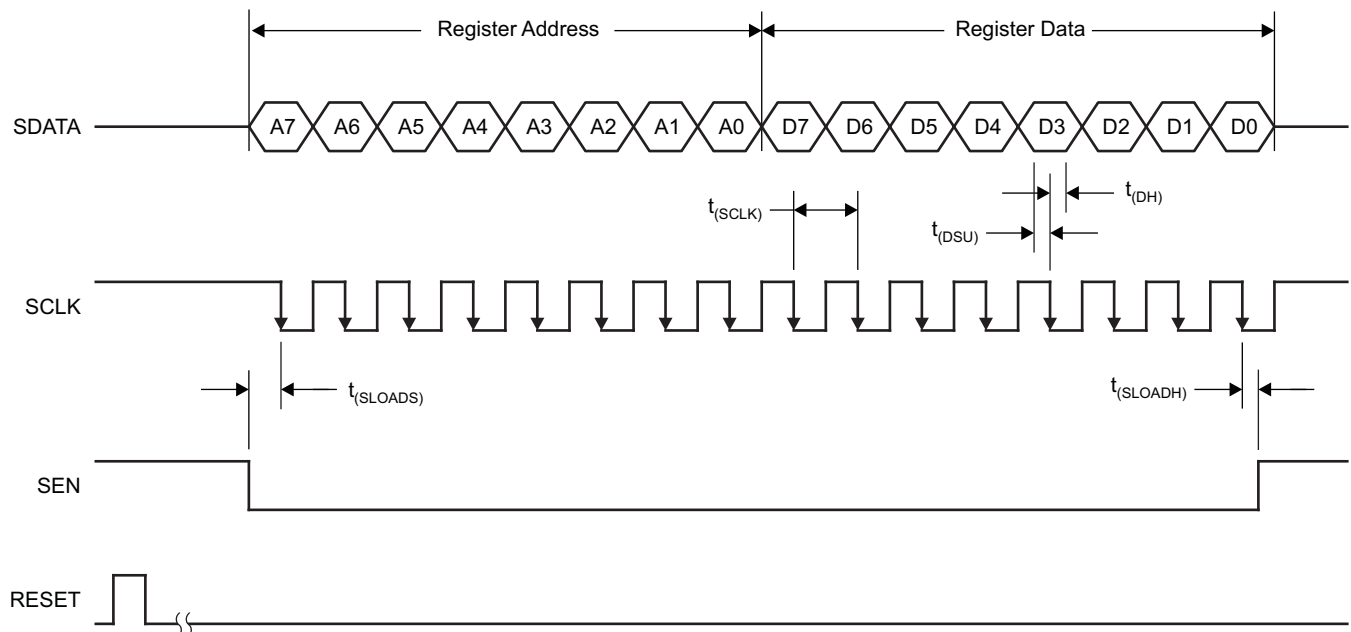 Register Address
Register Data
SDATA
A7 A6 A5 A4 A3 A2 A1 A0 D7 D6 D5 D4 D3 D2 D1 D0
t(DH)
t(SCLK)
t(DSU)
SCLK
t(SLOADS)
t(SLOADH)
SEN
RESET